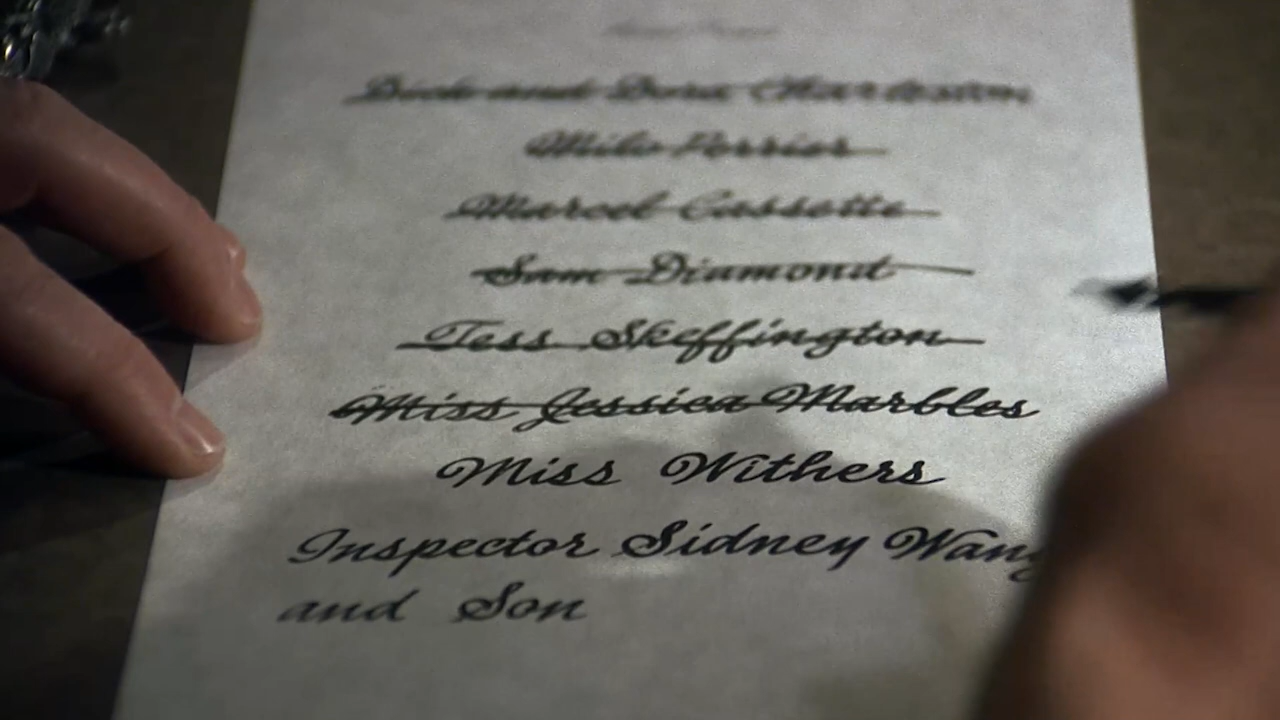 Dick and Dora Charleston
Milo Perrier
Marcel Cassette
Sam Diamond
Tess Skeffington
Miss Jessica Marbles
Miss Withers
Inspector Sidney Wang
and Son